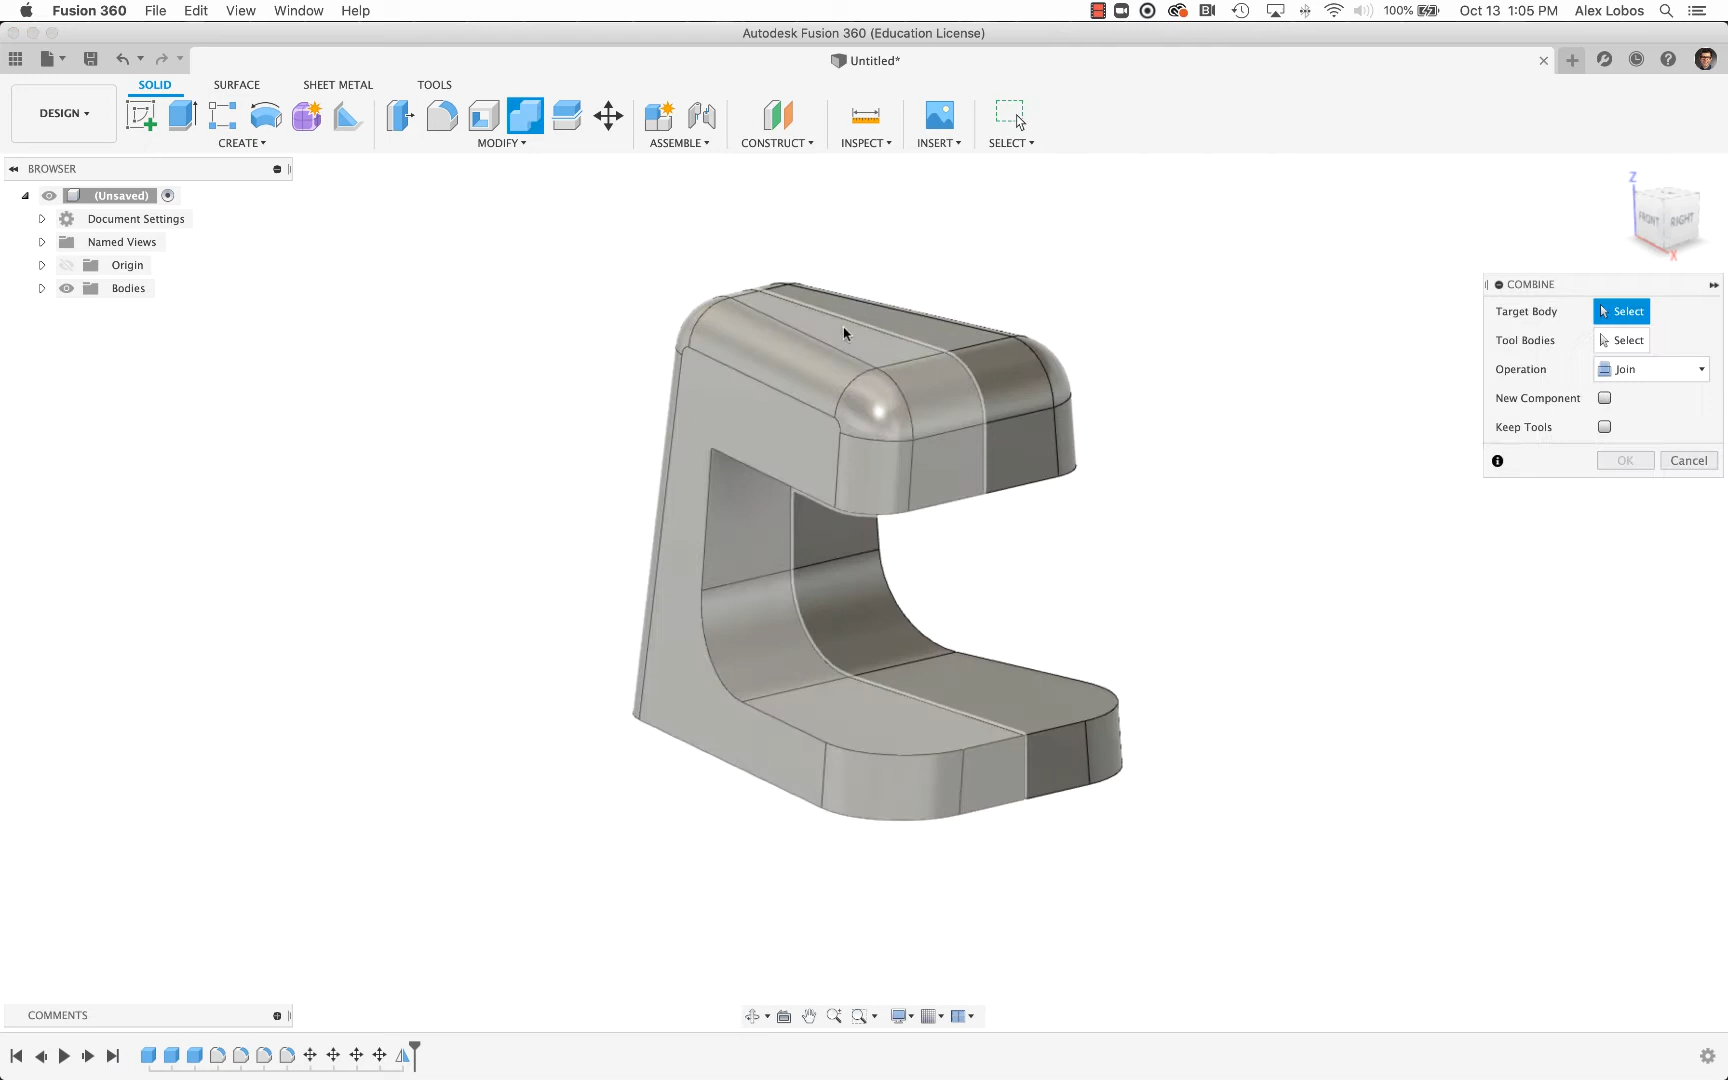 Fusion 360 File Edit View Window Help 100% Oct 13 1:05 PM Alex Lobos
Autodesk Fusion 360 (Education License)
Untitled*
SOLID SURFACE SHEET METAL TOOLS
DESIGN
CREATE MODIFY ASSEMBLE CONSTRUCT INSPECT INSERT SELECT
BROWSER
(Unsaved)
Document Settings
Named Views
Origin
Bodies
Z
FRONT RIGHT
X
COMBINE
Target Body Select
Tool Bodies Select
Operation Join
New Component
Keep Tools
OK Cancel
COMMENTS